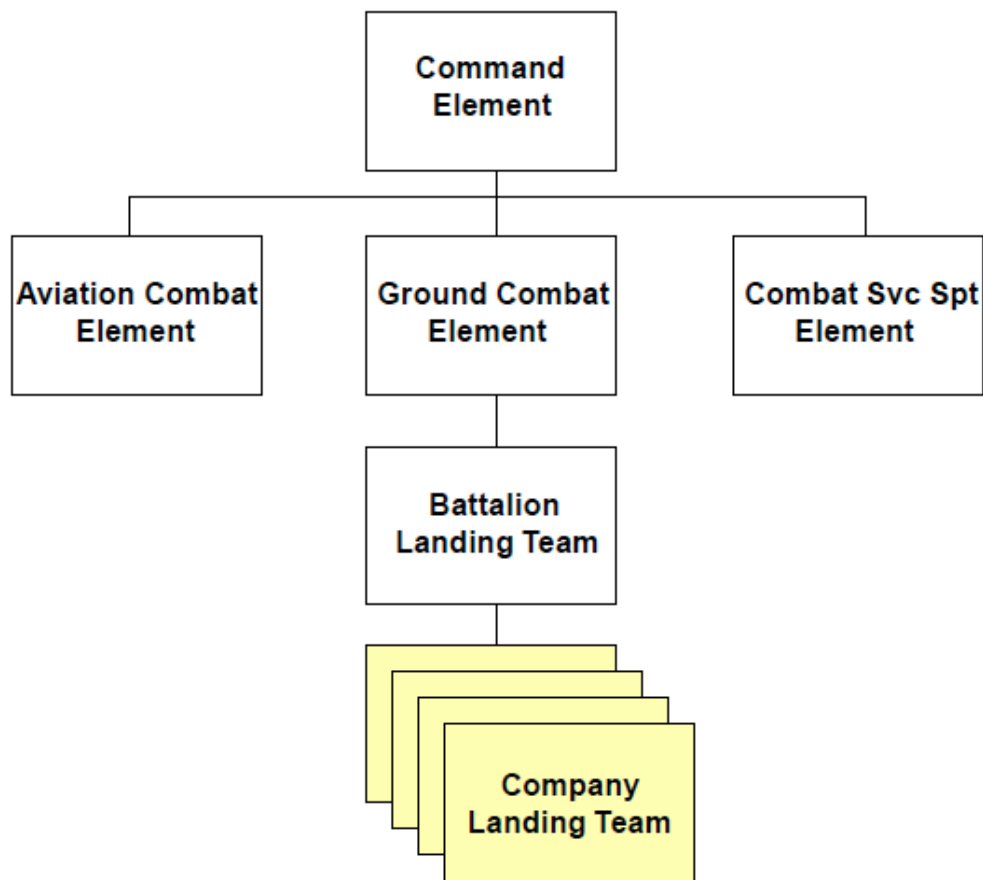 Command
Element
Aviation Combat
Element
Ground Combat
Element
Combat Svc Spt
Element
Battalion
Landing Team
Company
Landing Team